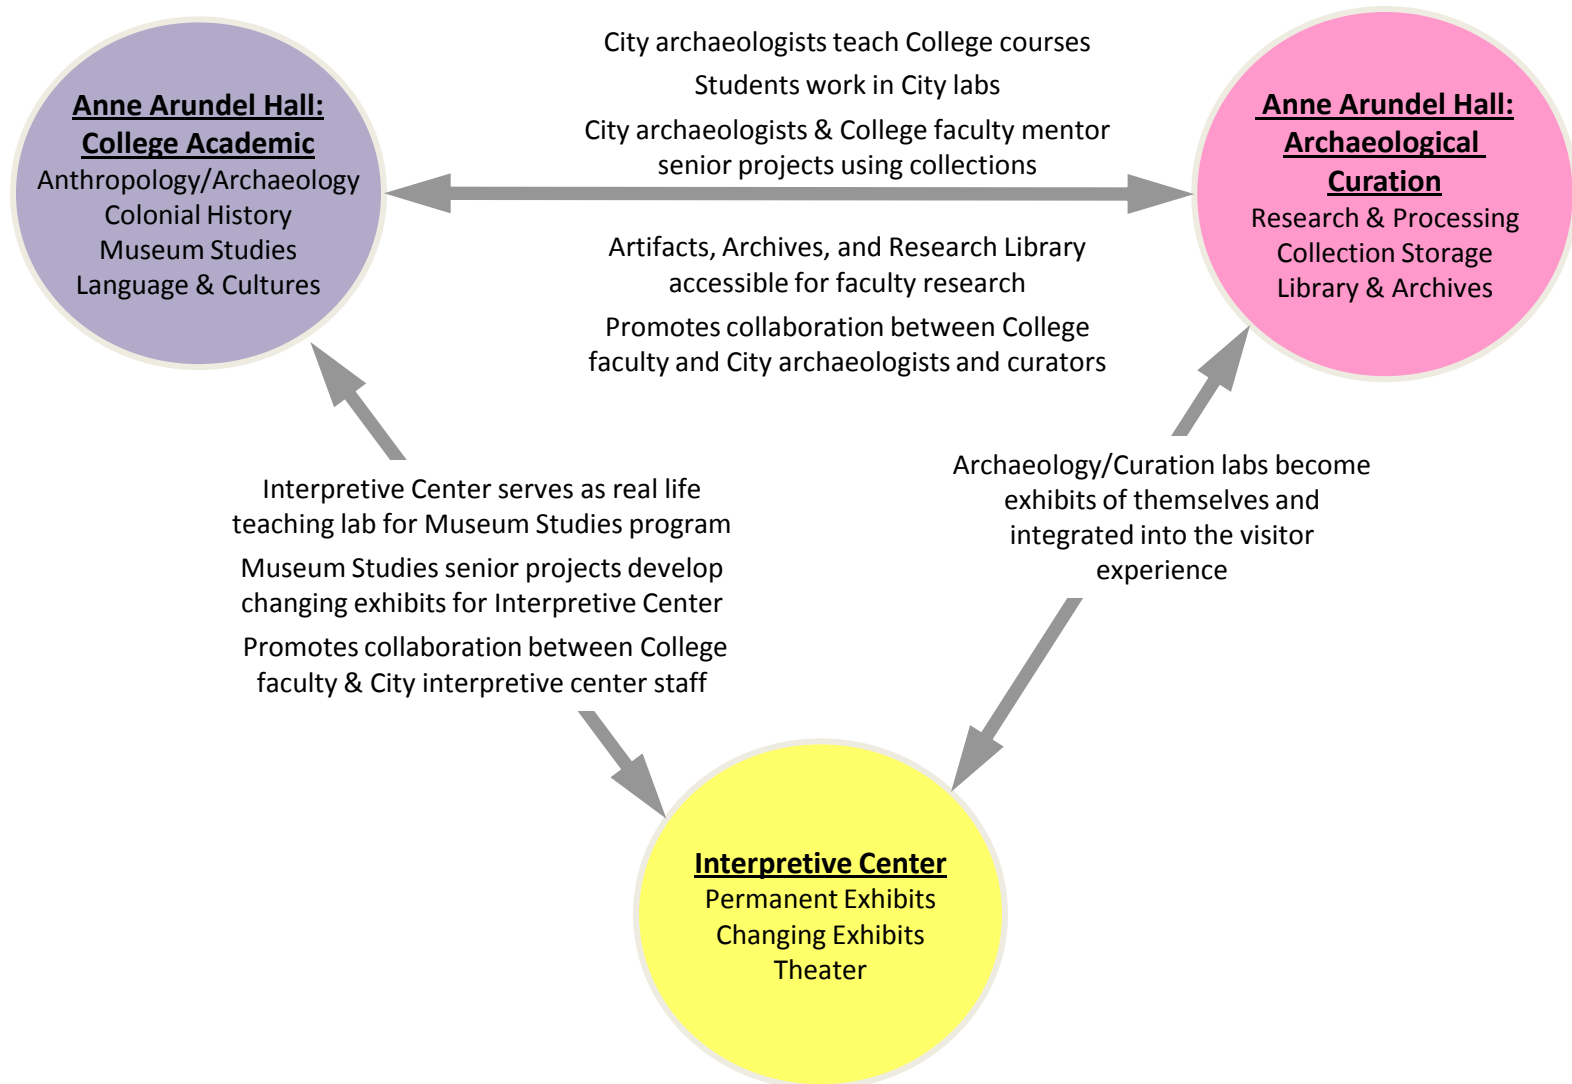 City archaeologists teach College courses
Students work in City labs
City archaeologists & College faculty mentor
senior projects using collections
Anne Arundel Hall:
College Academic
Anthropology/Archaeology
Colonial History
Museum Studies
Language & Cultures
Anne Arundel Hall:
Archaeological
Curation
Research & Processing
Collection Storage
Library & Archives
Artifacts, Archives, and Research Library
accessible for faculty research
Promotes collaboration between College
faculty and City archaeologists and curators
Interpretive Center serves as real life
teaching lab for Museum Studies program
Museum Studies senior projects develop
changing exhibits for Interpretive Center
Promotes collaboration between College
faculty & City interpretive center staff
Archaeology/Curation labs become
exhibits of themselves and
integrated into the visitor
experience
Interpretive Center
Permanent Exhibits
Changing Exhibits
Theater